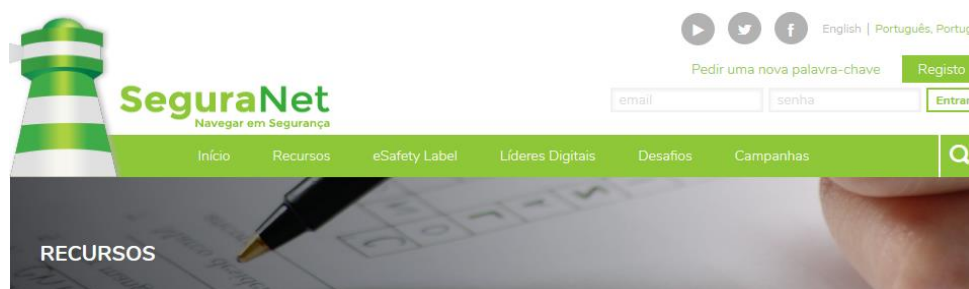 English | Português, Portug
Pedir uma nova palavra-chave Registo
SeguraNet
Navegar em Segurança
email senha Entrar
Início Recursos eSafety Label Líderes Digitais Desafios Campanhas
RECURSOS